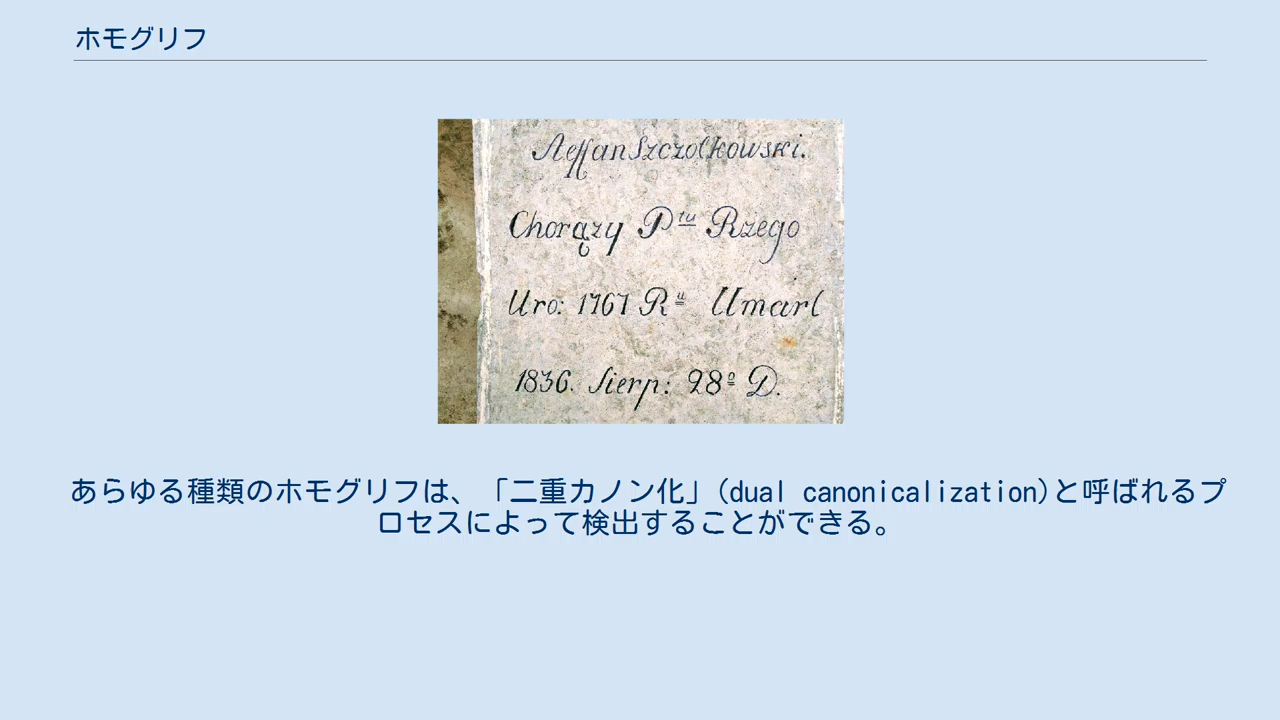 ホモグリフ
Szczołkowski.
Chorąży P^tu Rzego
Uro: 1767 R^u Umarł
1836. Sierp: 28º D.
あらゆる種類のホモグリフは、「二重カノン化」(dual canonicalization)と呼ばれるプ
ロセスによって検出することができる。